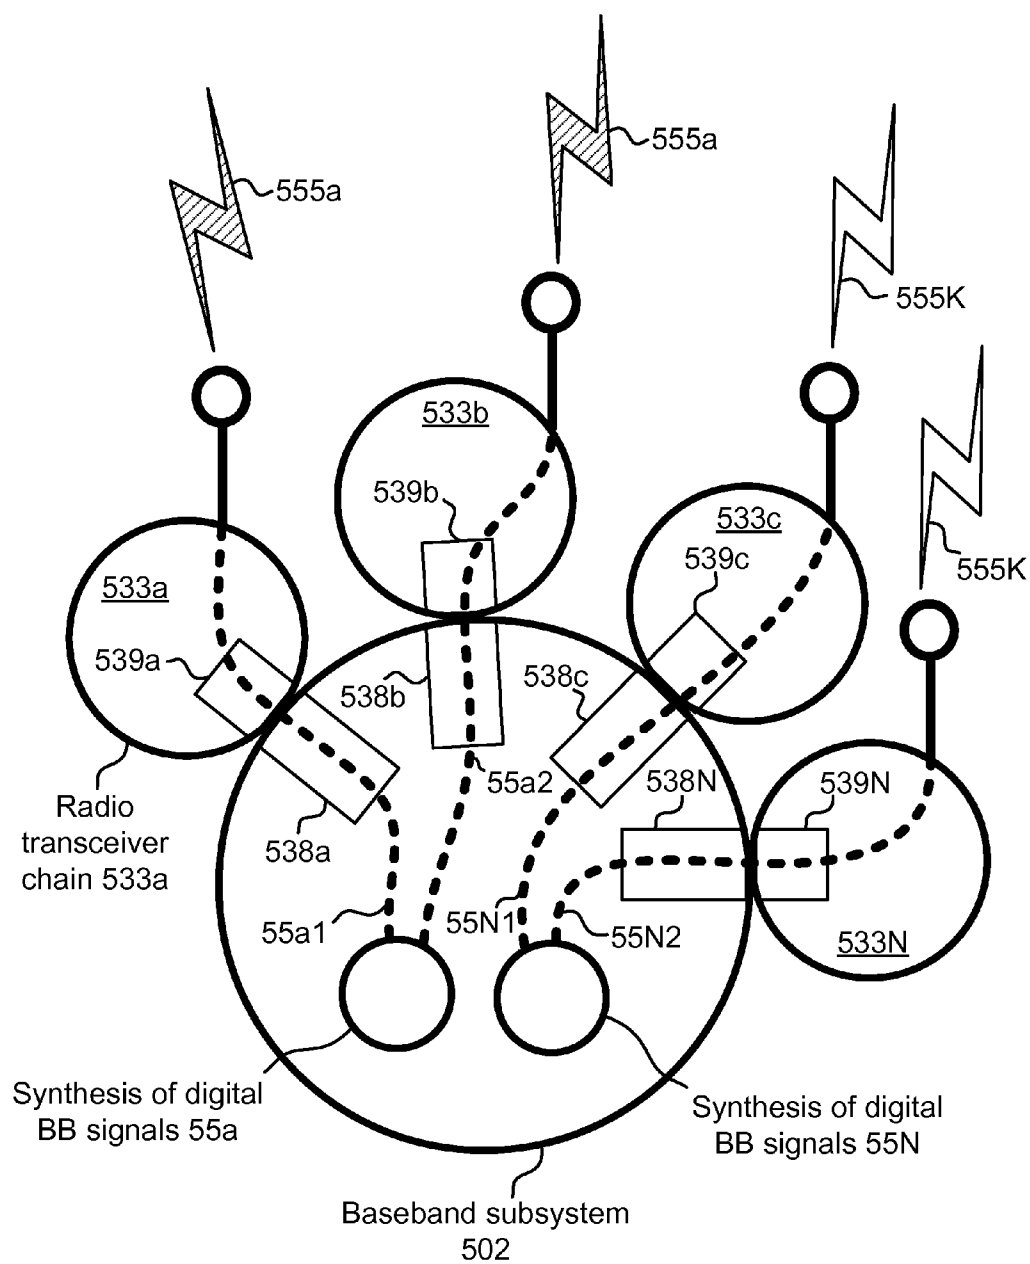 555a
555a
555K
555K
533b
539b
533c
539c
533a
539a
538b
538c
55a2
538N
539N
Radio
transceiver
chain 533a
538a
55a1
55N1
55N2
533N
Synthesis of digital
BB signals 55a
Synthesis of digital
BB signals 55N
Baseband subsystem
502